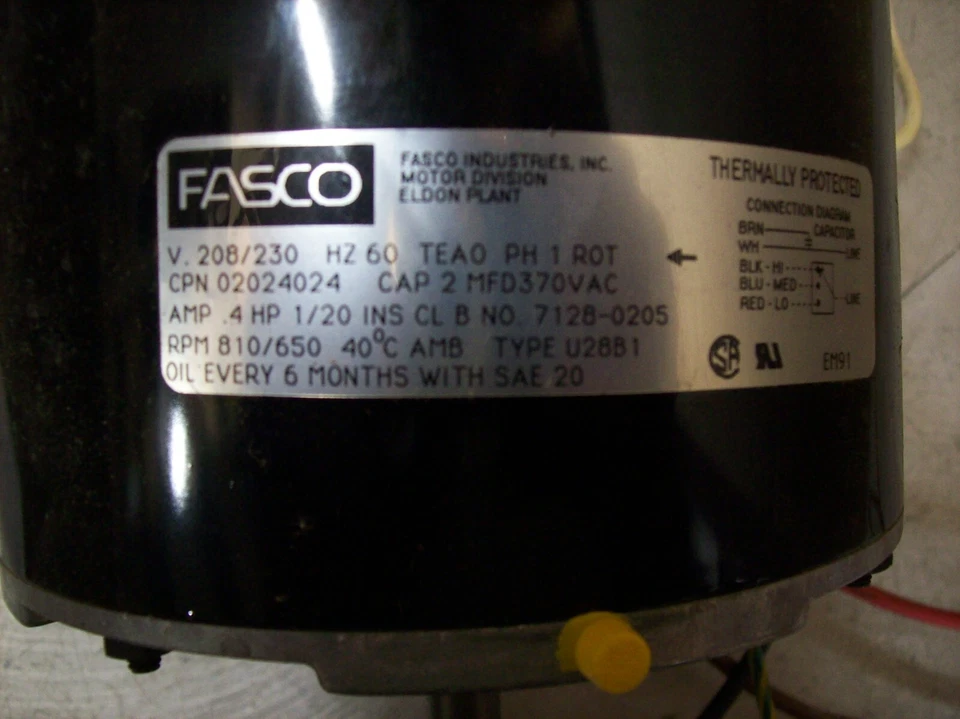 FASCO
FASCO INDUSTRIES, INC.
MOTOR DIVISION
ELDON PLANT
V. 208/230 HZ 60 TEAO PH 1 ROT
CPN 02024024 CAP 2 MFD370VAC
AMP .4 HP 1/20 INS CL B NO. 7128-0205
RPM 810/650 40°C AMB TYPE U28B1
OIL EVERY 6 MONTHS WITH SAE 20
THERMALLY PROTECTED
CONNECTION DIAGRAM
BRN CAPACITOR
WH LINE
BLK-HI
BLU-MED LINE
RED-LO
SA RU EM91